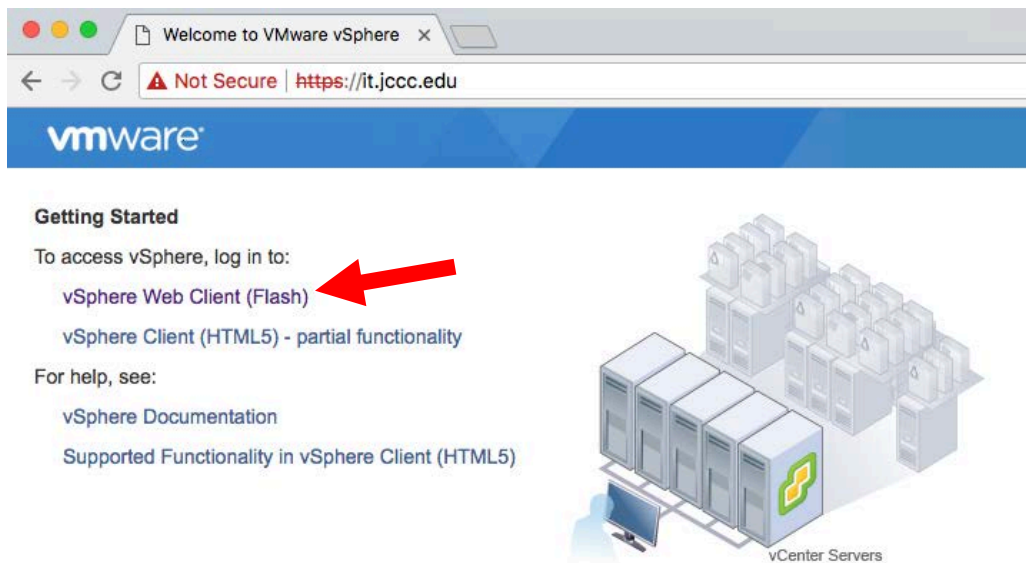 Welcome to VMware vSphere
Not Secure | https://it.jccc.edu
vmware
Getting Started
To access vSphere, log in to:
vSphere Web Client (Flash)
vSphere Client (HTML5) - partial functionality
For help, see:
vSphere Documentation
Supported Functionality in vSphere Client (HTML5)
vCenter Servers